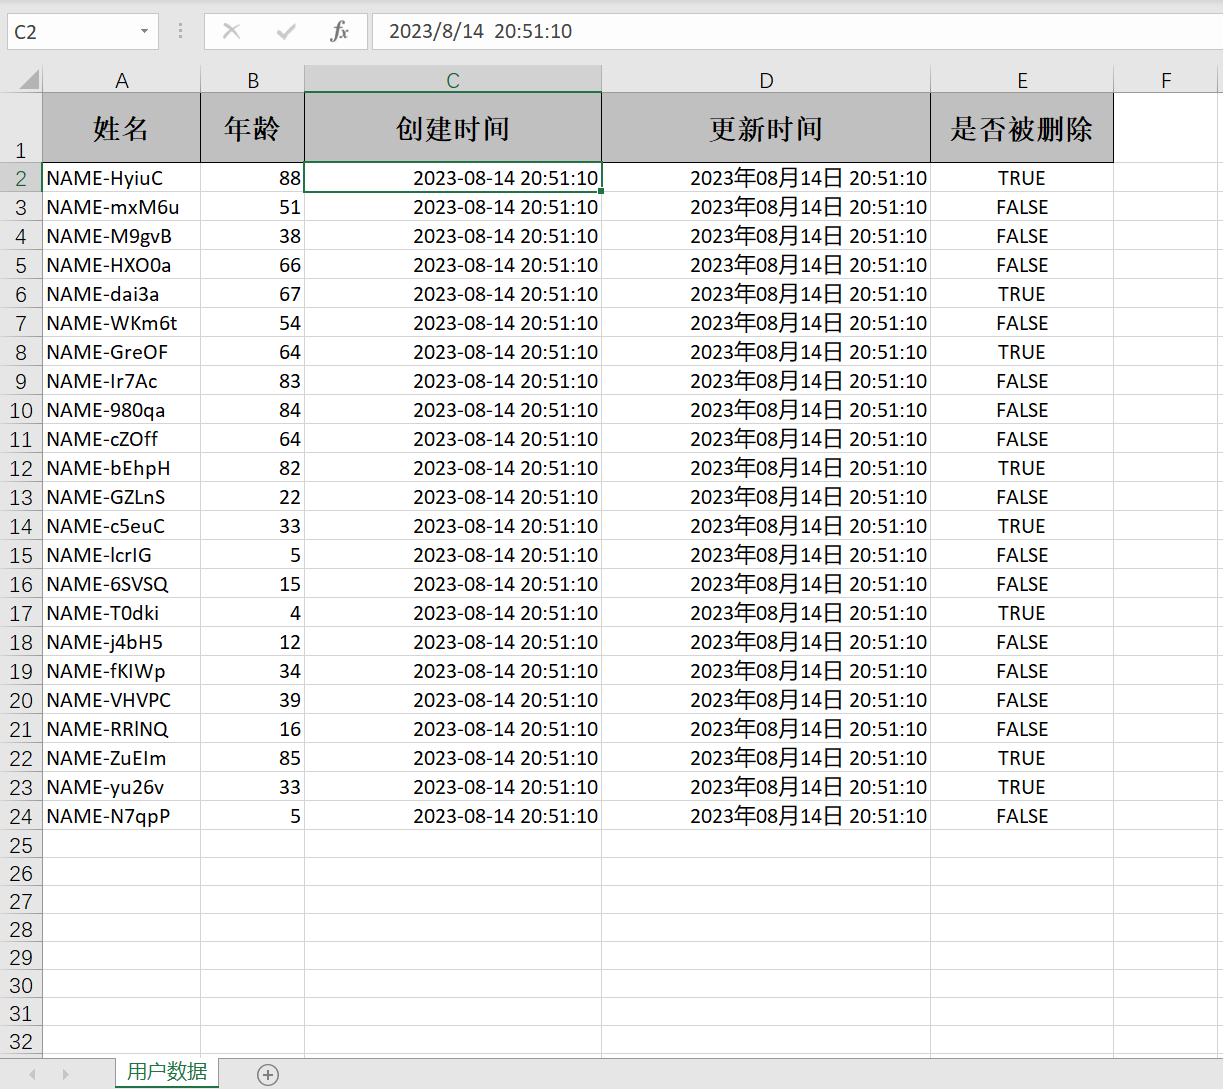 C2 fx 2023/8/14 20:51:10
A B C D E F
1 姓名 年龄 创建时间 更新时间 是否被删除
2 NAME-HyiuC 88 2023-08-14 20:51:10 2023年08月14日 20:51:10 TRUE
3 NAME-mxM6u 51 2023-08-14 20:51:10 2023年08月14日 20:51:10 FALSE
4 NAME-M9gvB 38 2023-08-14 20:51:10 2023年08月14日 20:51:10 FALSE
5 NAME-HXO0a 66 2023-08-14 20:51:10 2023年08月14日 20:51:10 FALSE
6 NAME-dai3a 67 2023-08-14 20:51:10 2023年08月14日 20:51:10 TRUE
7 NAME-WKm6t 54 2023-08-14 20:51:10 2023年08月14日 20:51:10 FALSE
8 NAME-GreOF 64 2023-08-14 20:51:10 2023年08月14日 20:51:10 TRUE
9 NAME-Ir7Ac 83 2023-08-14 20:51:10 2023年08月14日 20:51:10 FALSE
10 NAME-980qa 84 2023-08-14 20:51:10 2023年08月14日 20:51:10 FALSE
11 NAME-cZOff 64 2023-08-14 20:51:10 2023年08月14日 20:51:10 FALSE
12 NAME-bEhpH 82 2023-08-14 20:51:10 2023年08月14日 20:51:10 TRUE
13 NAME-GZLnS 22 2023-08-14 20:51:10 2023年08月14日 20:51:10 FALSE
14 NAME-c5euC 33 2023-08-14 20:51:10 2023年08月14日 20:51:10 TRUE
15 NAME-lcrIG 5 2023-08-14 20:51:10 2023年08月14日 20:51:10 FALSE
16 NAME-6SVSQ 15 2023-08-14 20:51:10 2023年08月14日 20:51:10 FALSE
17 NAME-T0dki 4 2023-08-14 20:51:10 2023年08月14日 20:51:10 TRUE
18 NAME-j4bH5 12 2023-08-14 20:51:10 2023年08月14日 20:51:10 FALSE
19 NAME-fKIWp 34 2023-08-14 20:51:10 2023年08月14日 20:51:10 FALSE
20 NAME-VHVPC 39 2023-08-14 20:51:10 2023年08月14日 20:51:10 FALSE
21 NAME-RRlNQ 16 2023-08-14 20:51:10 2023年08月14日 20:51:10 FALSE
22 NAME-ZuEIm 85 2023-08-14 20:51:10 2023年08月14日 20:51:10 TRUE
23 NAME-yu26v 33 2023-08-14 20:51:10 2023年08月14日 20:51:10 TRUE
24 NAME-N7qpP 5 2023-08-14 20:51:10 2023年08月14日 20:51:10 FALSE
25
26
27
28
29
30
31
32
用户数据